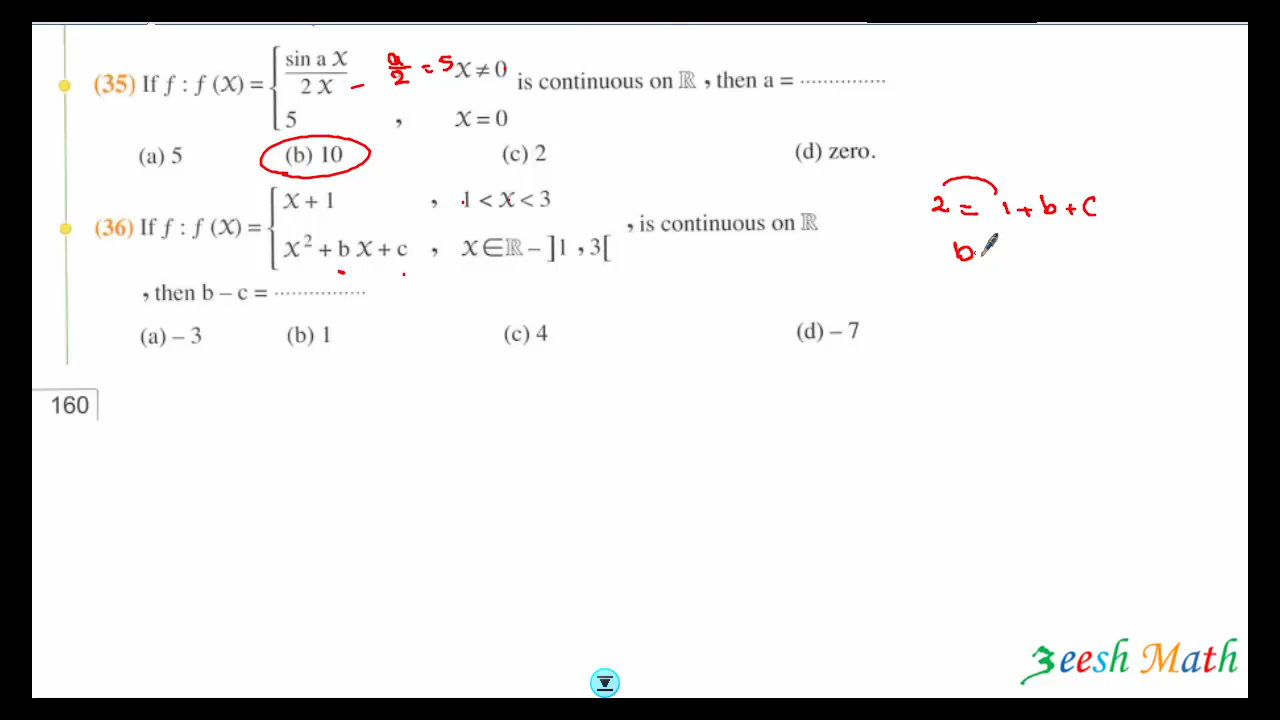 (35) If f : f (X) = { sin a X / 2 X − a/2 = 5 X ≠ 0 is continuous on ℝ , then a = ...............
5 , X = 0
(a) 5 (b) 10 (c) 2 (d) zero.
(36) If f : f (X) = { X + 1 , 1 < X < 3
X² + b X + c , X ∈ ℝ – ]1 , 3[ , is continuous on ℝ
2 = 1 + b + c
b
, then b – c = ................
(a) – 3 (b) 1 (c) 4 (d) – 7
160
Zeesh Math